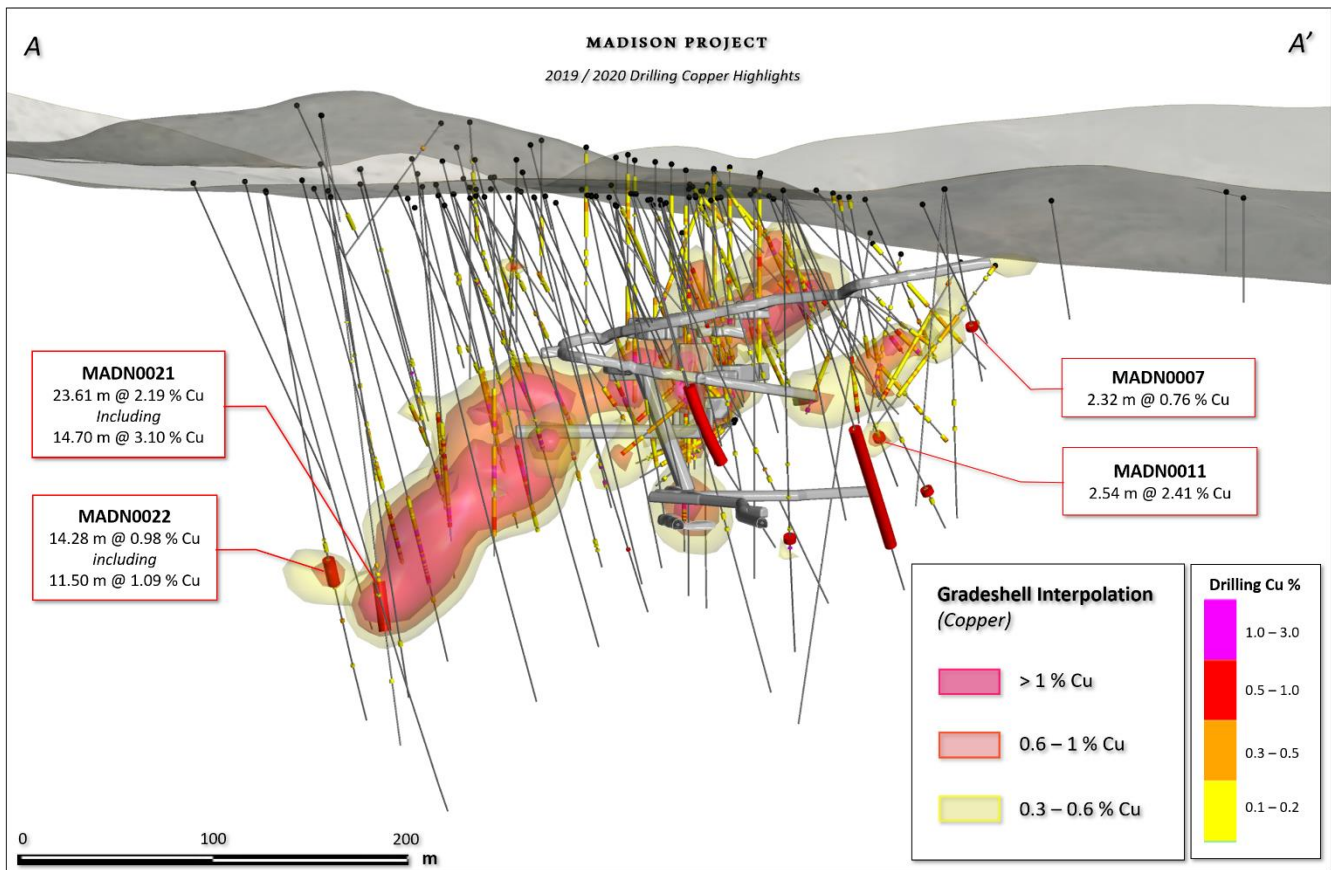 A
MADISON PROJECT
A’
2019 / 2020 Drilling Copper Highlights
MADN0021
23.61 m @ 2.19 % Cu
Including
14.70 m @ 3.10 % Cu
MADN0022
14.28 m @ 0.98 % Cu
including
11.50 m @ 1.09 % Cu
MADN0007
2.32 m @ 0.76 % Cu
MADN0011
2.54 m @ 2.41 % Cu
Gradeshell Interpolation
(Copper)
> 1 % Cu
0.6 – 1 % Cu
0.3 – 0.6 % Cu
Drilling Cu %
1.0 – 3.0
0.5 – 1.0
0.3 – 0.5
0.1 – 0.2
0 100 200
m